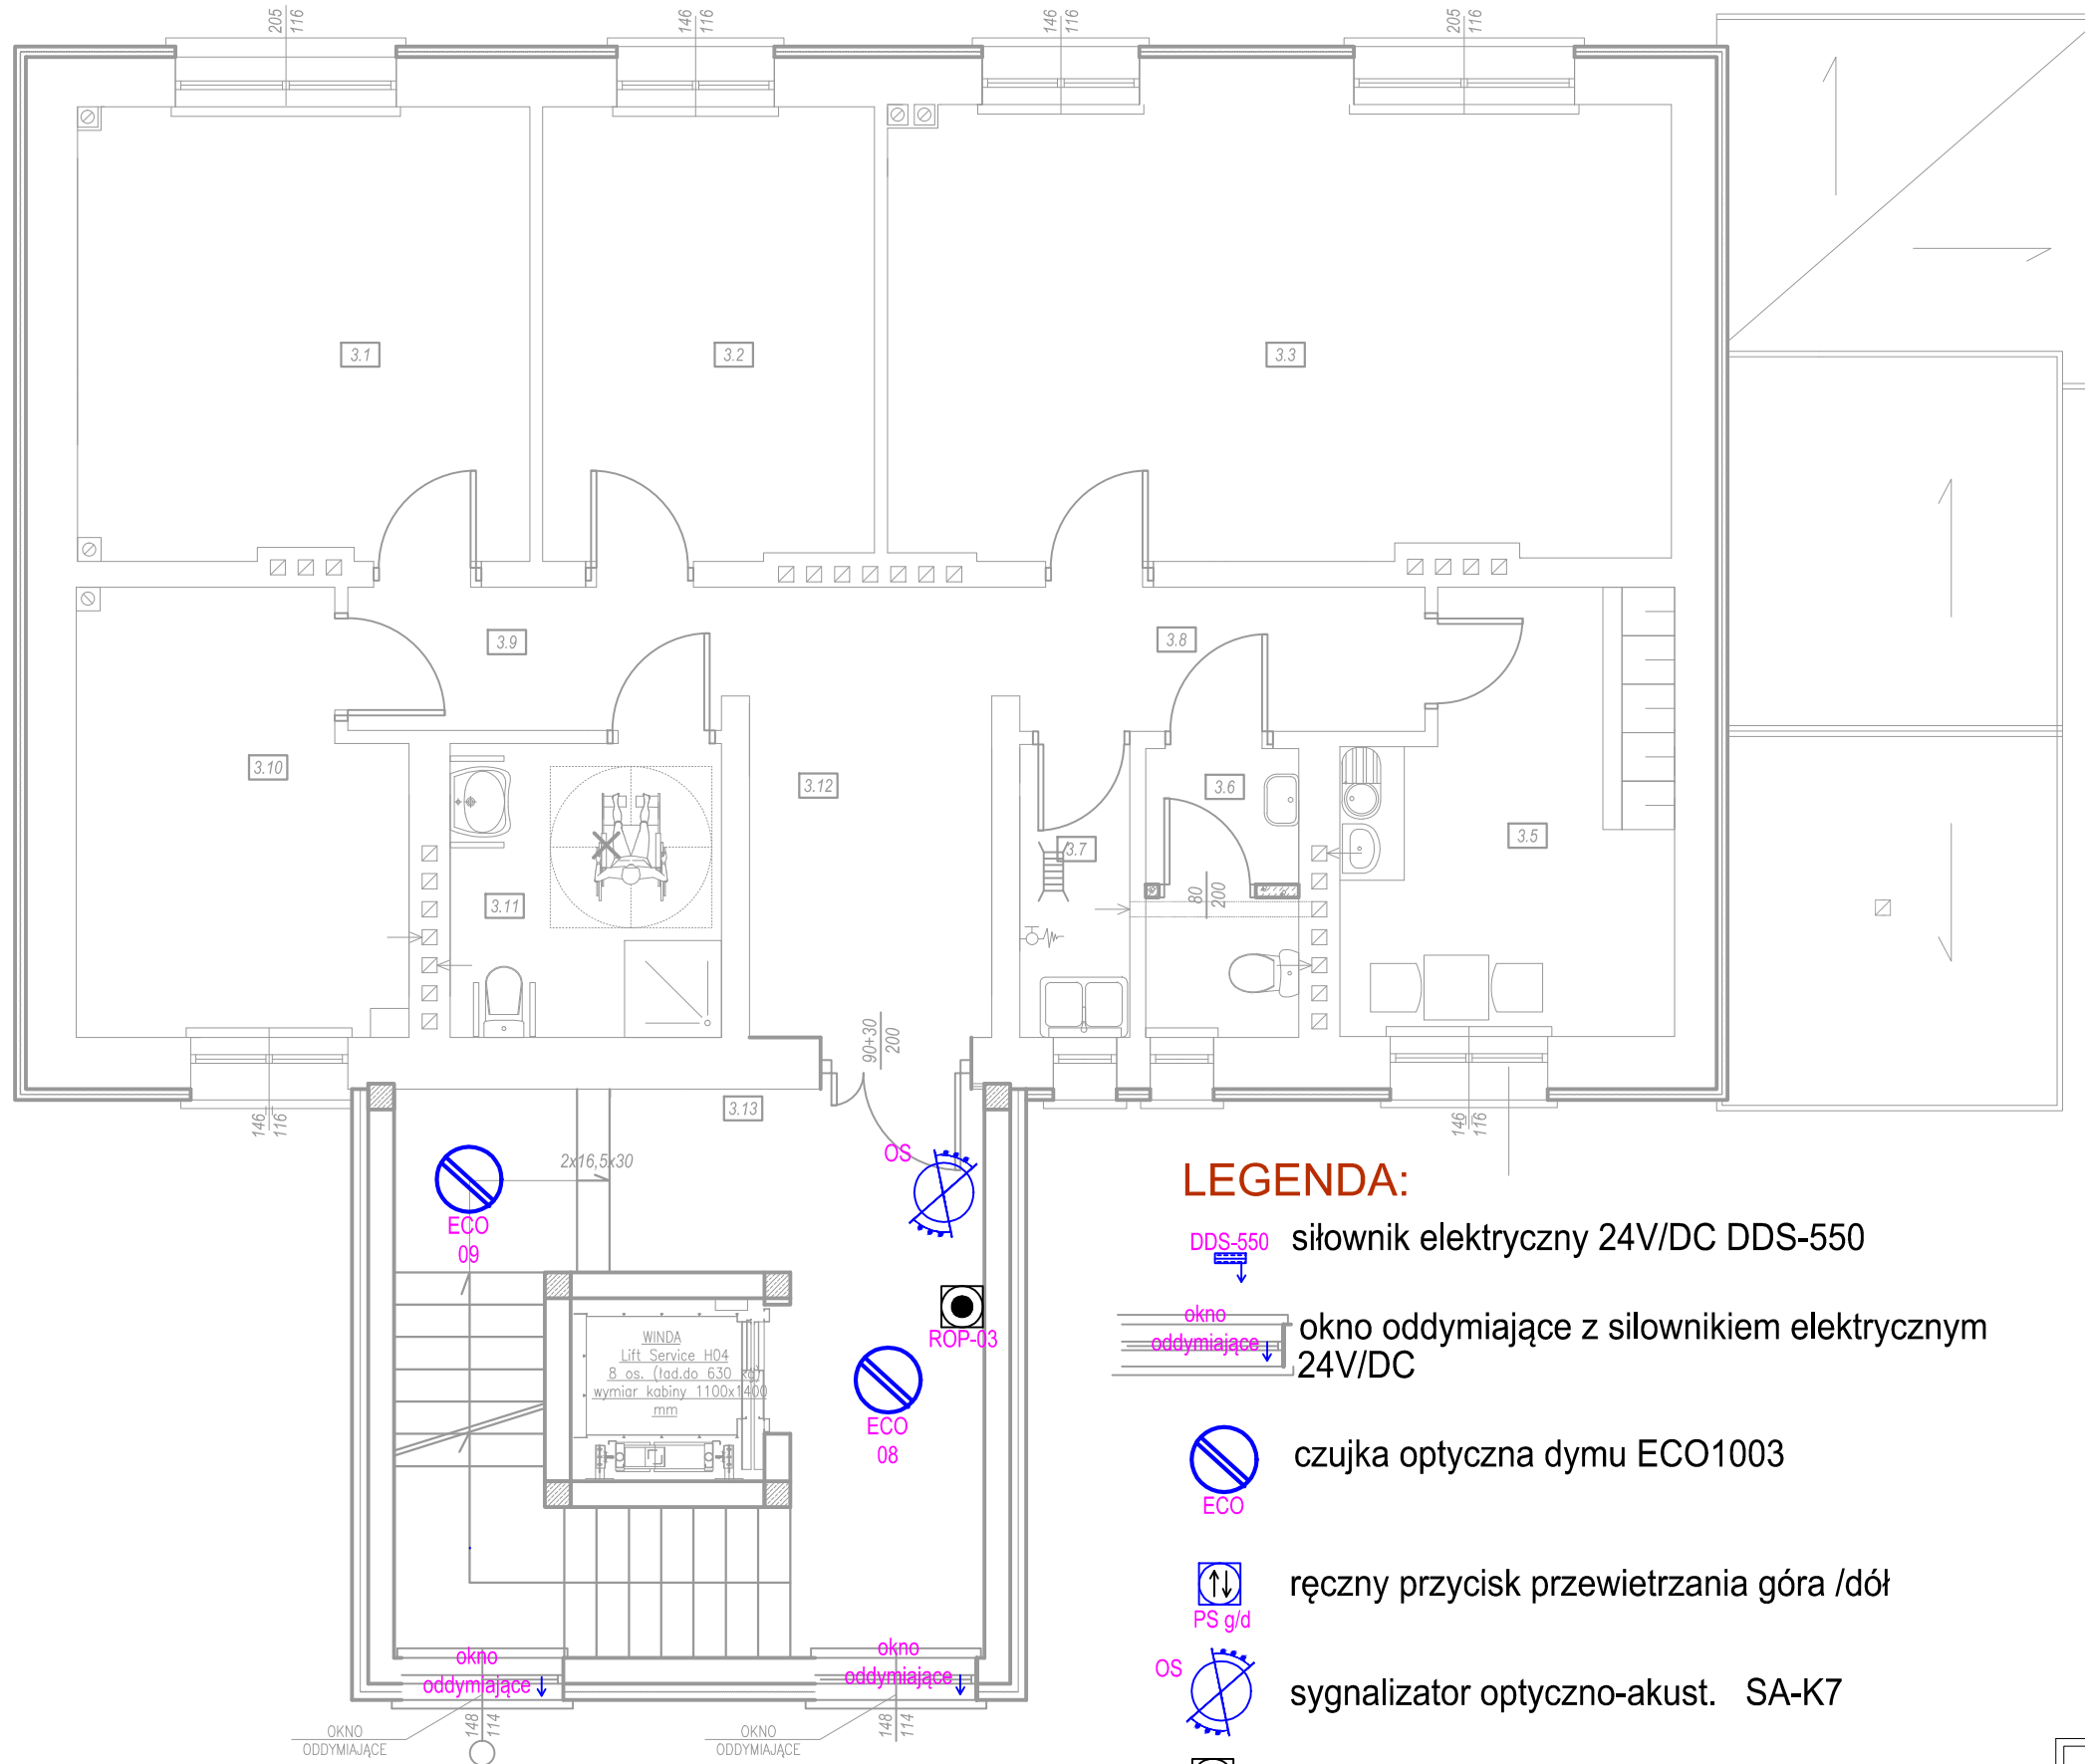 205
116
146
116
146
116
205
116
3.1
3.2
3.3
3.9
3.8
3.10
3.12
3.6
3.7
3.5
3.11
80
200
90+30
200
3.13
146
116
146
116
OS
2x16,5x30
ECO
09
LEGENDA:
DDS-550
siłownik elektryczny 24V/DC DDS-550
ROP-03
WINDA
Lift Service H04
8 os. (ład.do 630 kg)
wymiar kabiny 1100x1400
mm
okno
oddymiające
okno oddymiające z silownikiem elektrycznym
24V/DC
ECO
08
czujka optyczna dymu ECO1003
ECO
ręczny przycisk przewietrzania góra /dół
PS g/d
okno
oddymiające
okno
oddymiające
OS
sygnalizator optyczno-akust. SA-K7
148
114
148
114
OKNO
ODDYMIAJĄCE
OKNO
ODDYMIAJĄCE